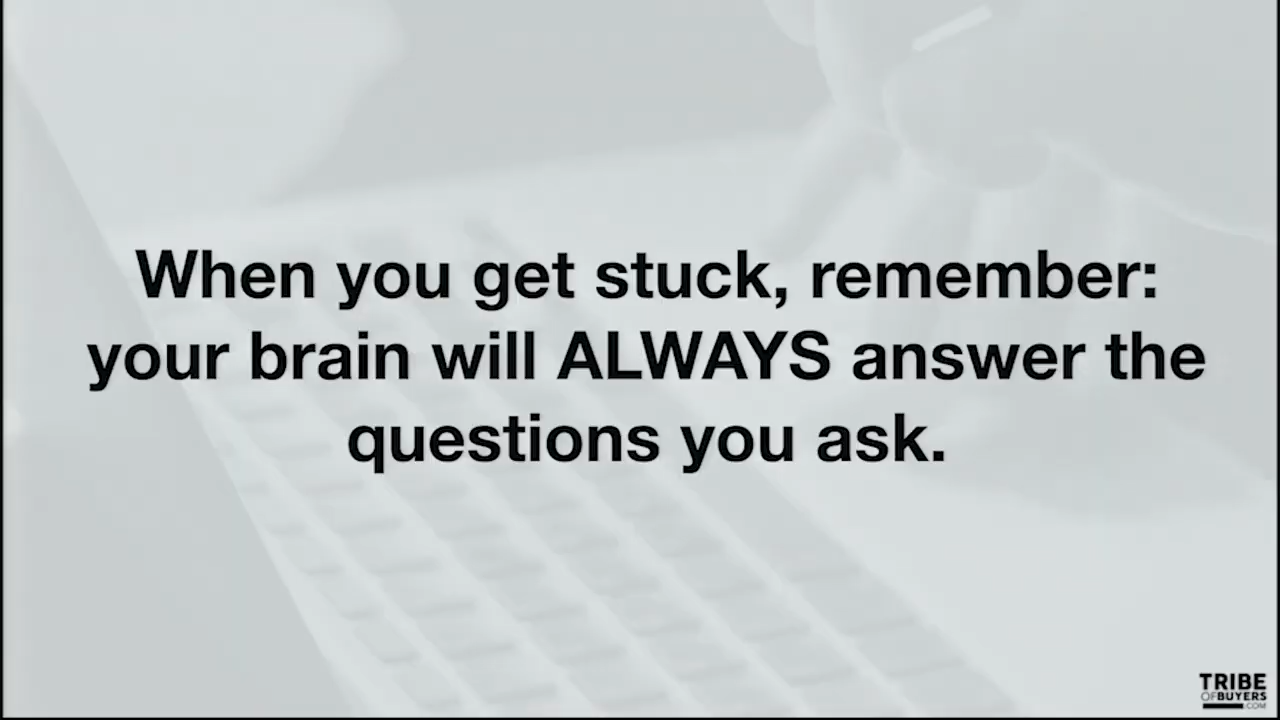 When you get stuck, remember:
your brain will ALWAYS answer the
questions you ask.
TRIBE
OFBUYERS
.COM